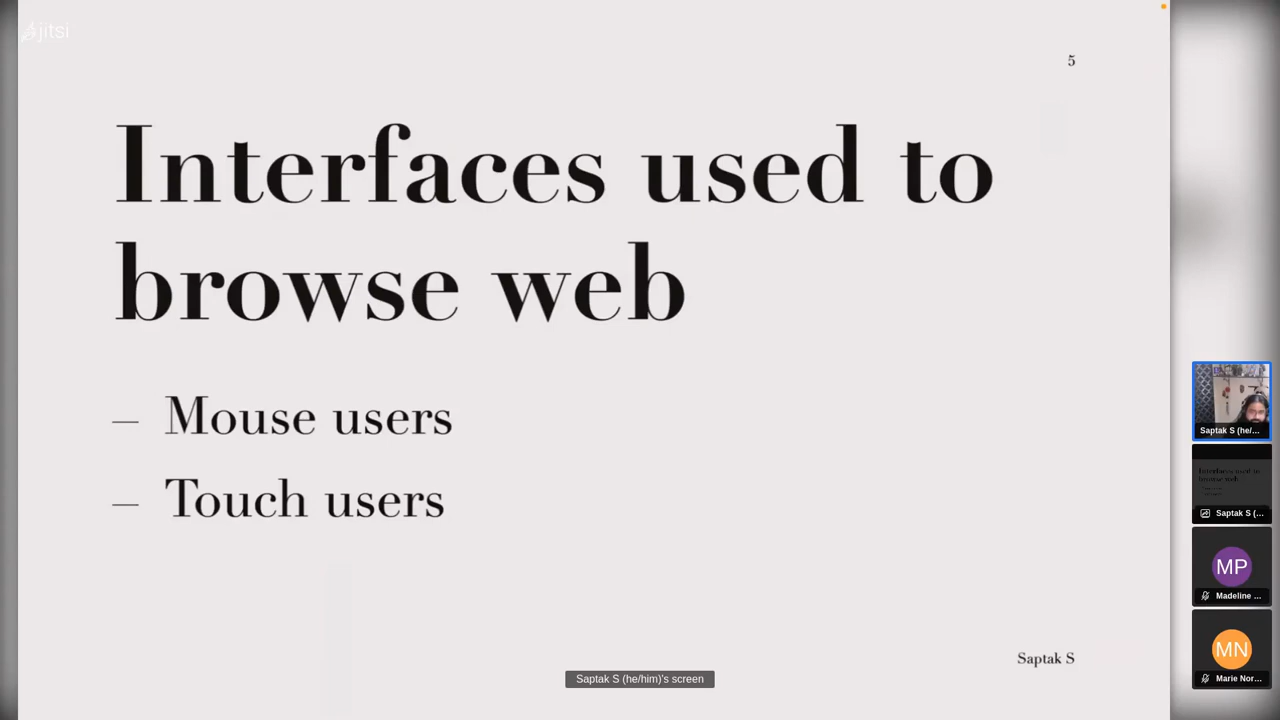 jitsi
5
Interfaces used to
browse web
– Mouse users
– Touch users
Saptak S
Saptak S (he/him)'s screen
Saptak S (he/...
Saptak S (...
MP
Madeline ...
MN
Marie Nor...